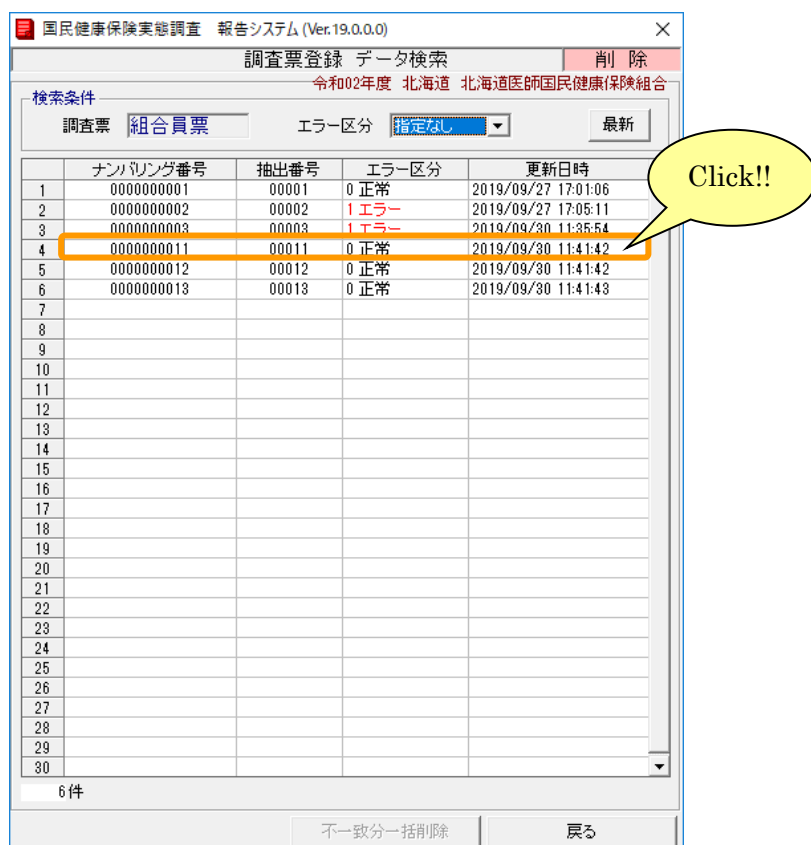 国民健康保険実態調査 報告システム (Ver.19.0.0.0)
調査票登録 データ検索 削 除
令和02年度 北海道 北海道医師国民健康保険組合
検索条件
調査票 組合員票 エラー区分 指定なし 最新
Click!!
ナンバリング番号 抽出番号 エラー区分 更新日時
1 0000000001 00001 0 正常 2019/09/27 17:01:06
2 0000000002 00002 1 エラー 2019/09/27 17:05:11
3 0000000003 00003 1 エラー 2019/09/30 11:35:54
4 0000000011 00011 0 正常 2019/09/30 11:41:42
5 0000000012 00012 0 正常 2019/09/30 11:41:42
6 0000000013 00013 0 正常 2019/09/30 11:41:43
7
8
9
10
11
12
13
14
15
16
17
18
19
20
21
22
23
24
25
26
27
28
29
30
6件
不一致分一括削除 戻る